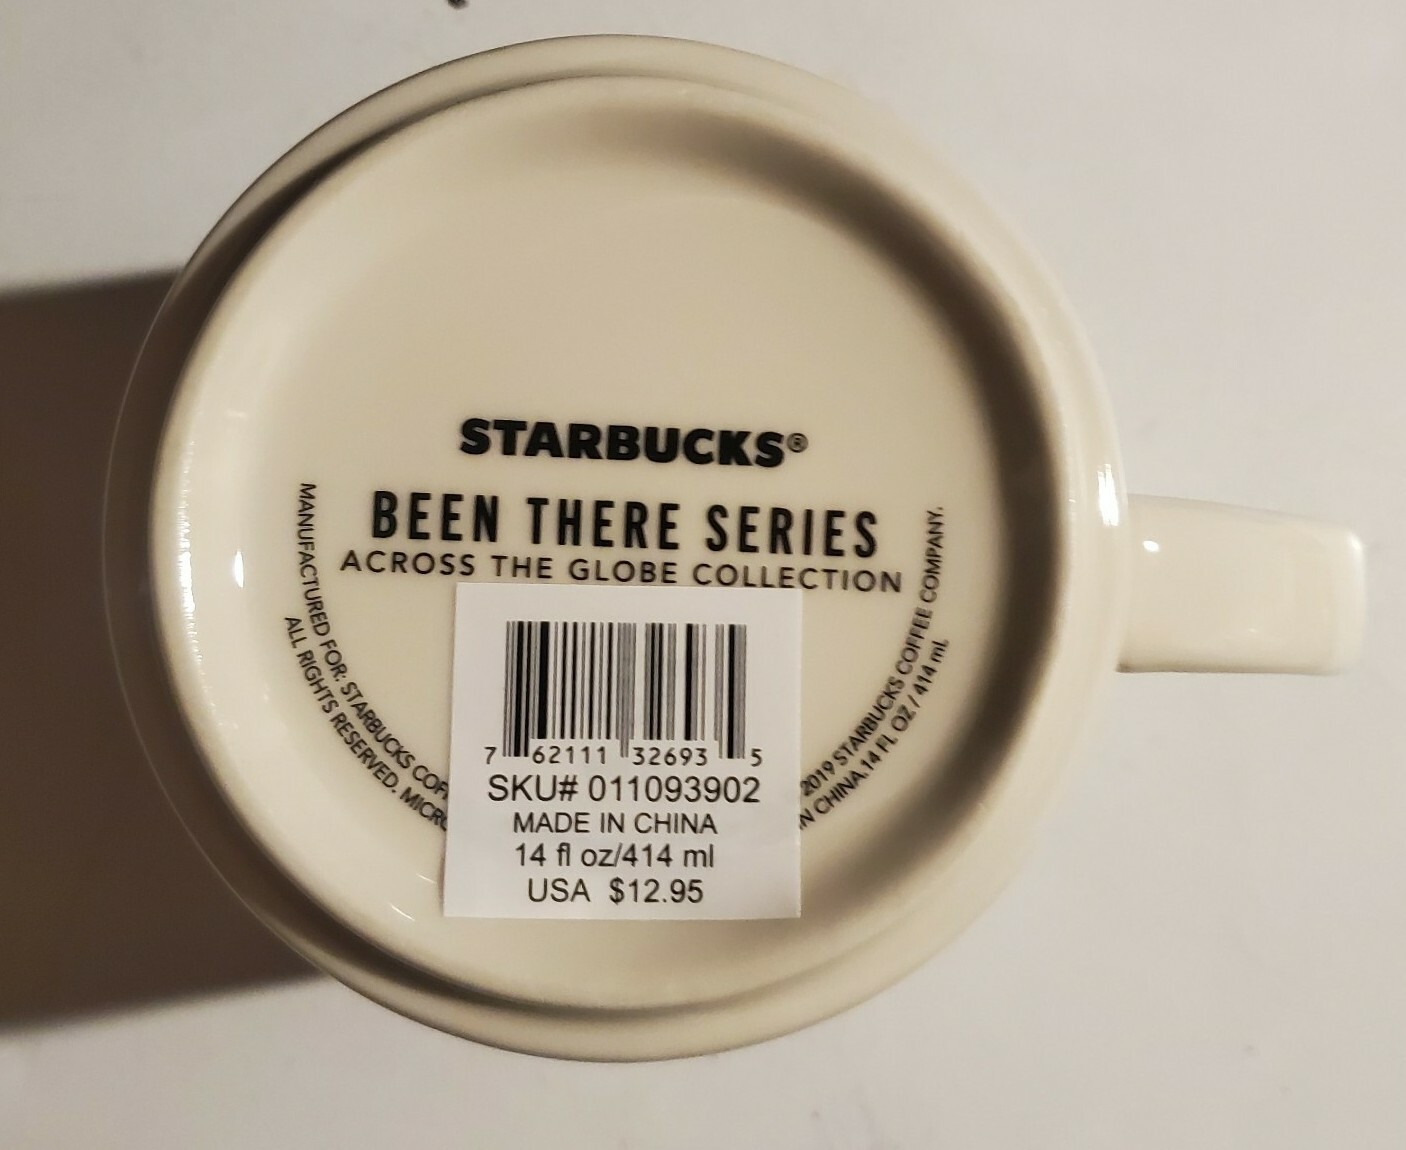 STARBUCKS®
BEEN THERE SERIES
ACROSS THE GLOBE COLLECTION
MANUFACTURED FOR: STARBUCKS
ALL RIGHTS RESERVED.
2019 STARBUCKS COFFEE COMPANY.
IN CHINA.14 FL OZ / 414 mL
7 62111 32693 5
SKU# 011093902
MADE IN CHINA
14 fl oz/414 ml
USA $12.95